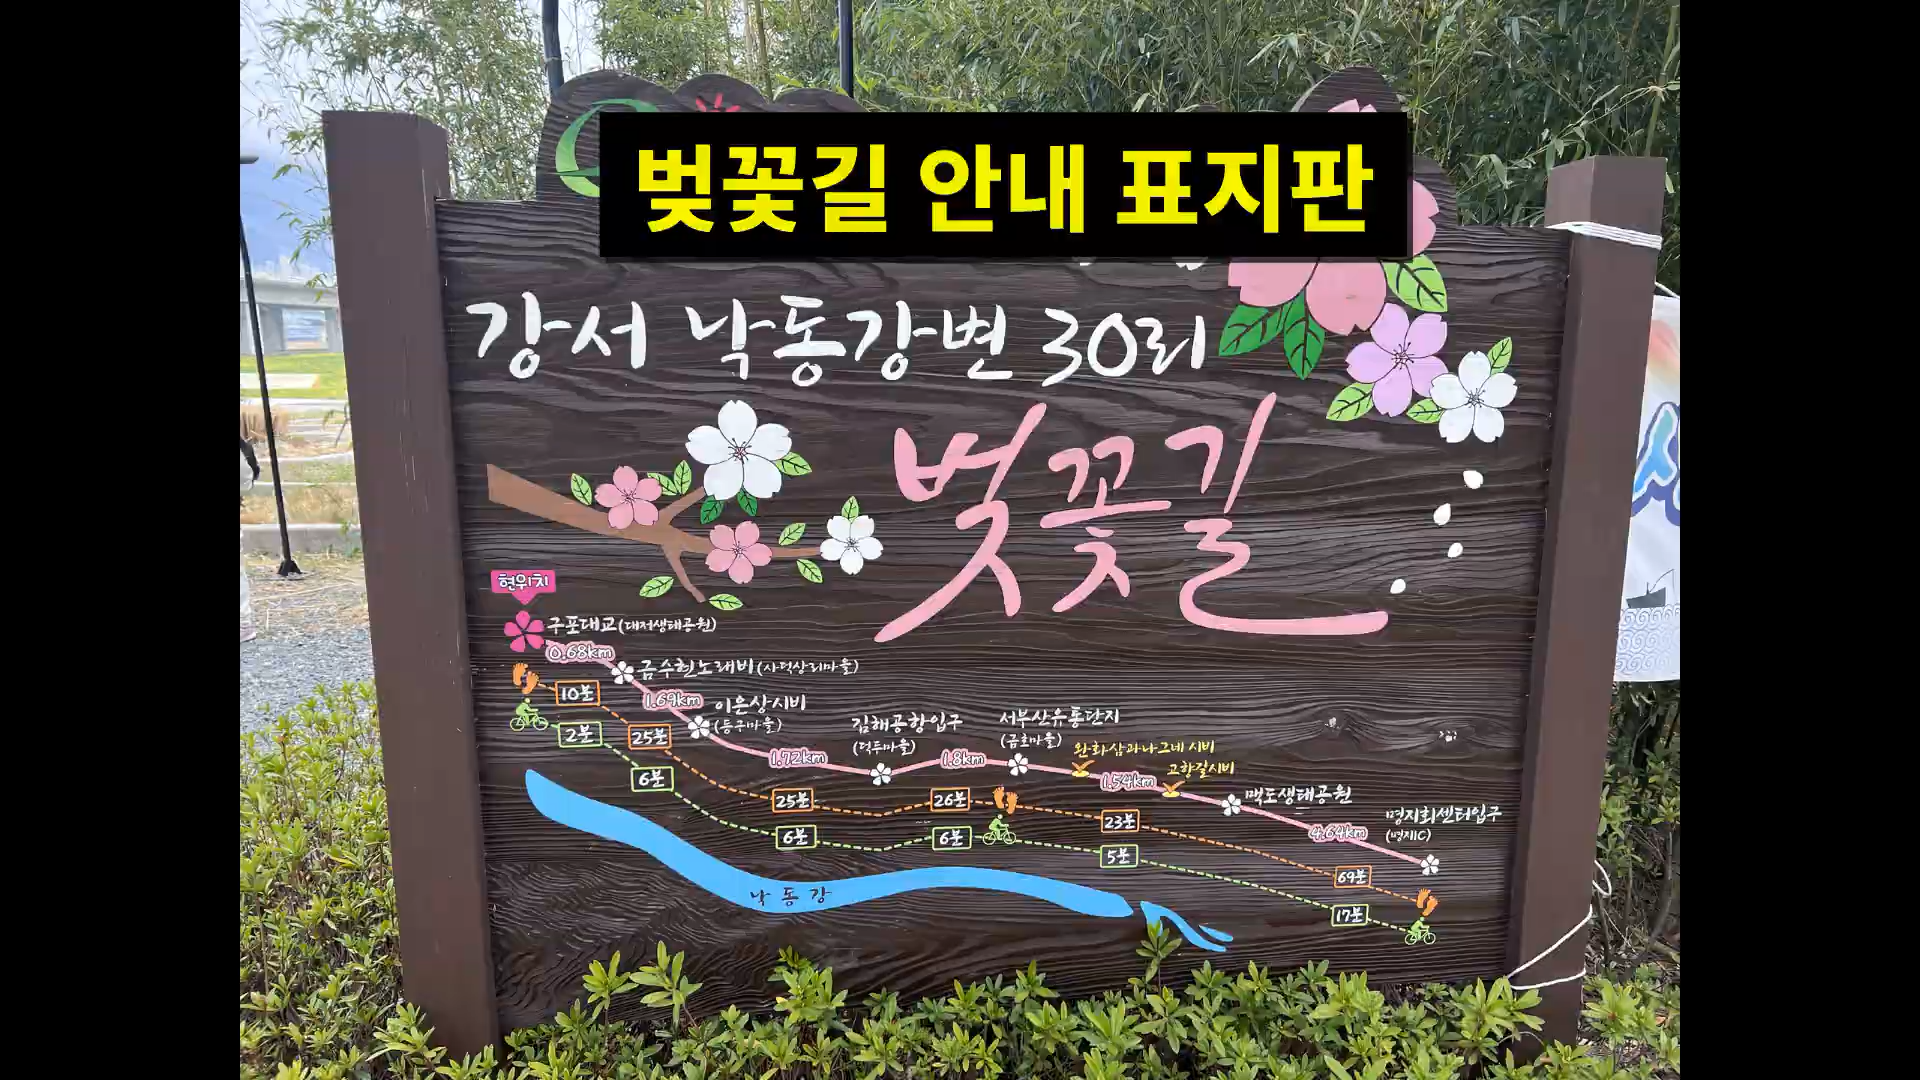 벚꽃길 안내 표지판
강서 낙동강변 30리
벚꽃길
현위치
구포대교(대저생태공원)
0.68km
금수현노래비(사덕상리마을)
10분
1.69km
이은상시비
(등구마을)
2분
25분
김해공항입구
(덕두마을)
서부산유통단지
(금호마을)
완화삼과나그네 시비
1.72km
1.8km
고향길시비
6분
1.54km
맥도생태공원
25분
26분
명지회센터입구
(명지IC)
23분
4.64km
6분
6분
5분
69분
낙동강
17분